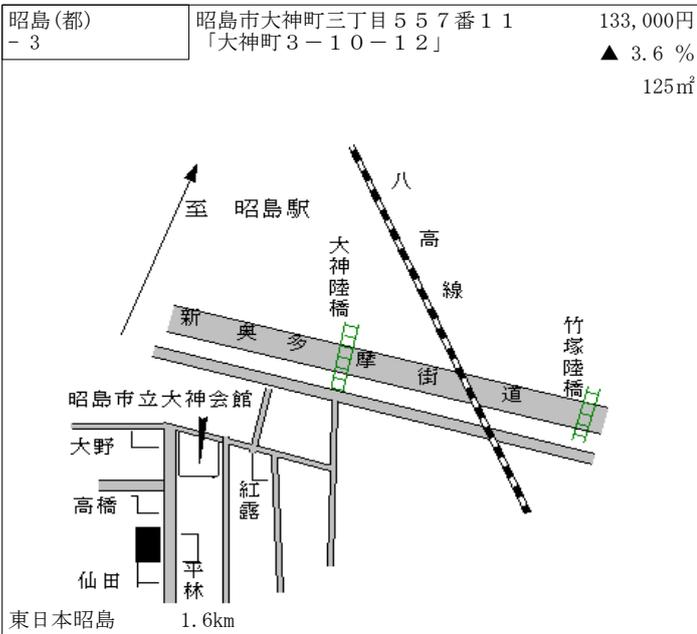 昭島(都)
- 3
昭島市大神町三丁目５５７番１１
「大神町３－１０－１２」
133,000円
▲ 3.6 %
125㎡
至　昭島駅
八高線
大神陸橋
竹塚陸橋
新奥多摩街道
昭島市立大神会館
大野
紅露
高橋
仙田
平林
東日本昭島　1.6km